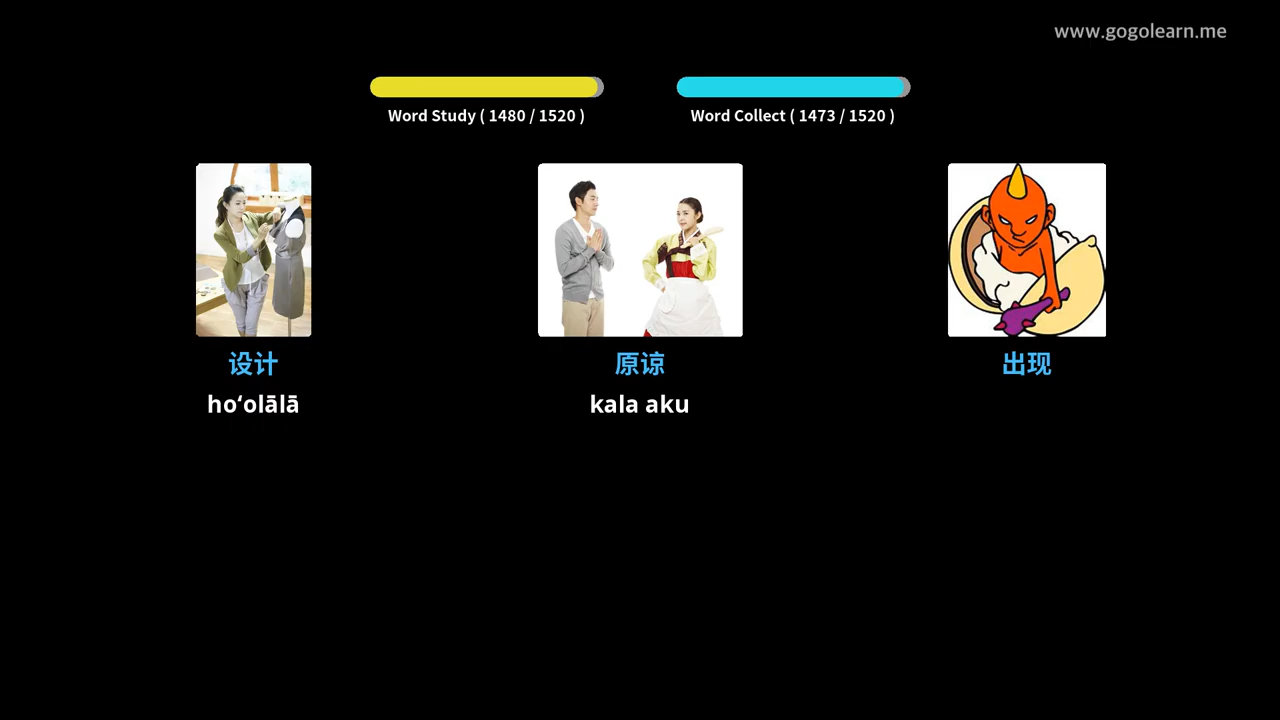 www.gogolearn.me
Word Study ( 1480 / 1520 )
Word Collect ( 1473 / 1520 )
设计
原谅
出现
hoʻolālā
kala aku